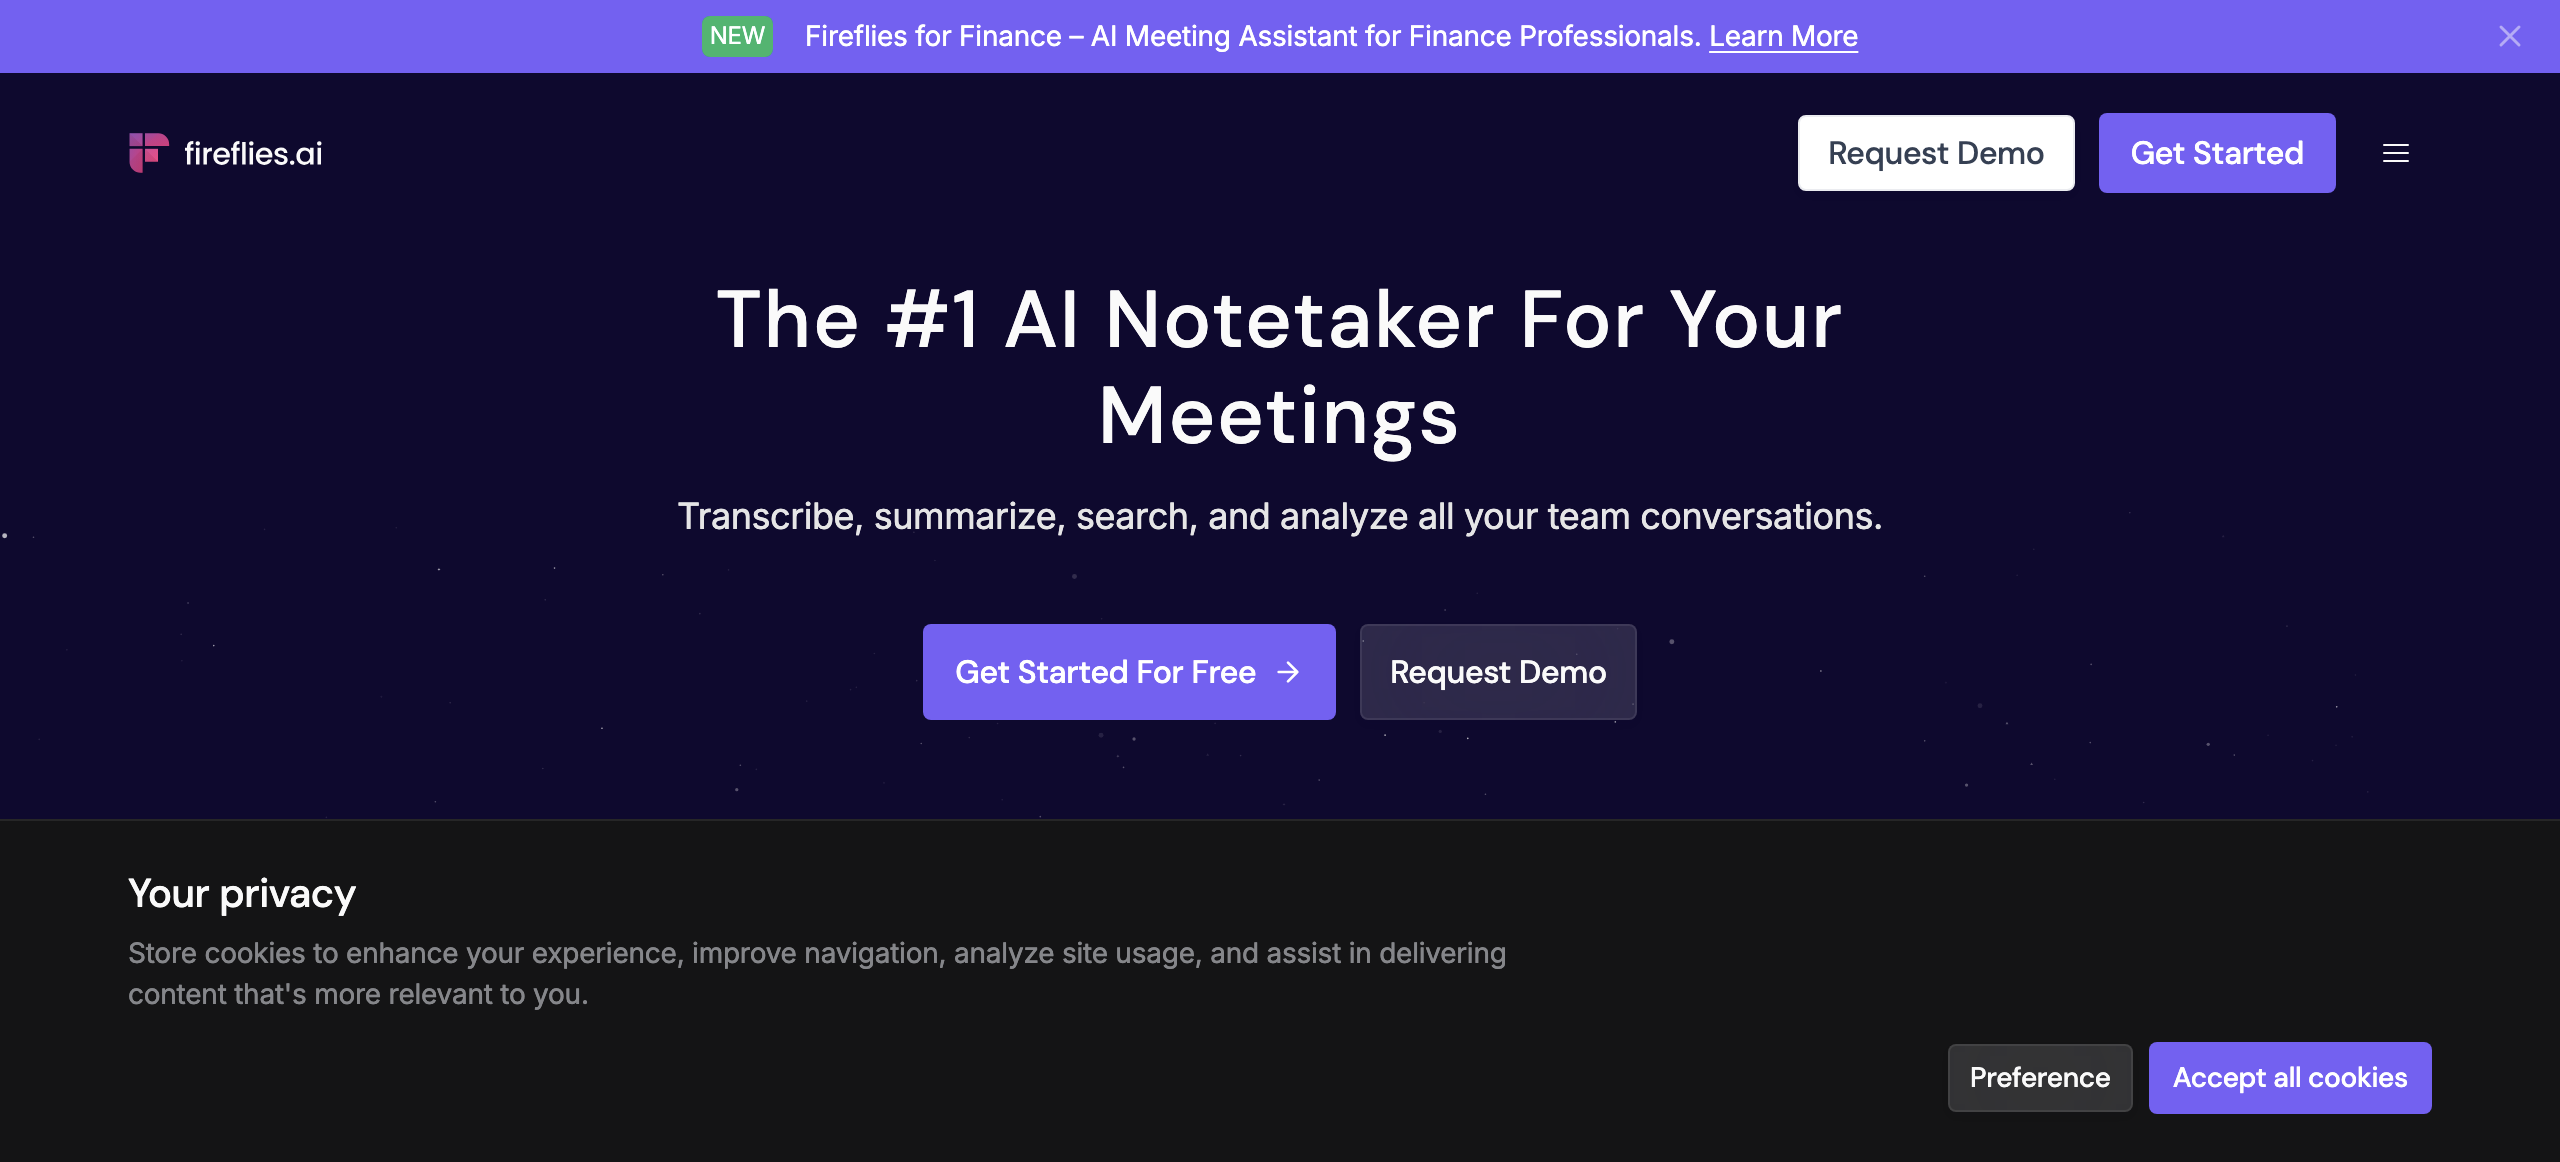 NEW Fireflies for Finance – AI Meeting Assistant for Finance Professionals. Learn More
fireflies.ai
Request Demo
Get Started
The #1 AI Notetaker For Your
Meetings
Transcribe, summarize, search, and analyze all your team conversations.
Get Started For Free →
Request Demo
Your privacy
Store cookies to enhance your experience, improve navigation, analyze site usage, and assist in delivering
content that's more relevant to you.
Preference
Accept all cookies